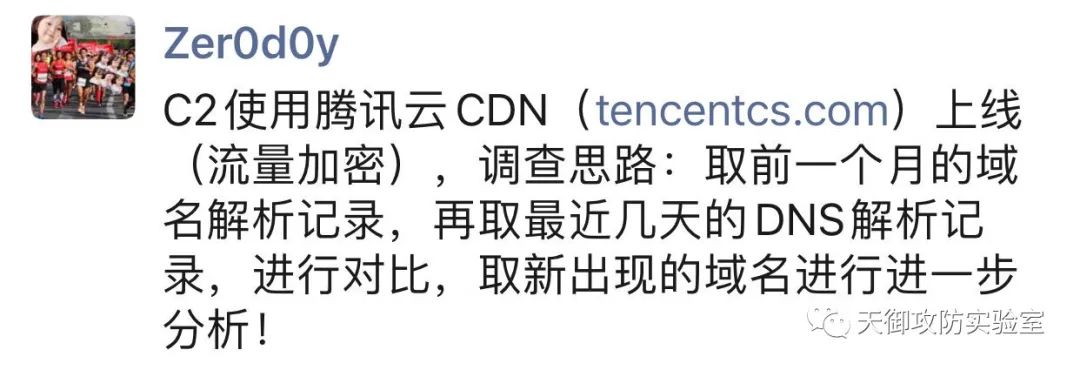 Zer0d0y
C2使用腾讯云CDN（tencentcs.com）上线
（流量加密），调查思路：取前一个月的域
名解析记录，再取最近几天的DNS解析记
录，进行对比，取新出现的域名进行进一步
分析！
天御攻防实验室